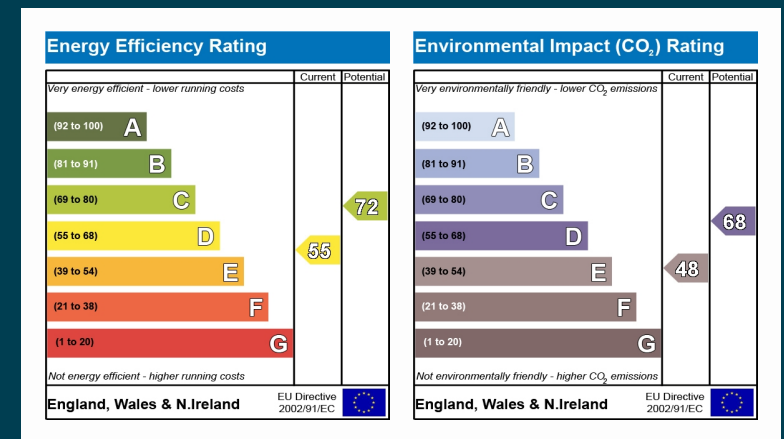 Energy Efficiency Rating
Current Potential
Very energy efficient - lower running costs
(92 to 100) A
(81 to 91) B
(69 to 80) C
72
(55 to 68) D
55
(39 to 54) E
(21 to 38) F
(1 to 20) G
Not energy efficient - higher running costs
England, Wales & N.Ireland
EU Directive
2002/91/EC
Environmental Impact (CO₂) Rating
Current Potential
Very environmentally friendly - lower CO₂ emissions
(92 to 100) A
(81 to 91) B
(69 to 80) C
68
(55 to 68) D
(39 to 54) E
48
(21 to 38) F
(1 to 20) G
Not environmentally friendly - higher CO₂ emissions
England, Wales & N.Ireland
EU Directive
2002/91/EC